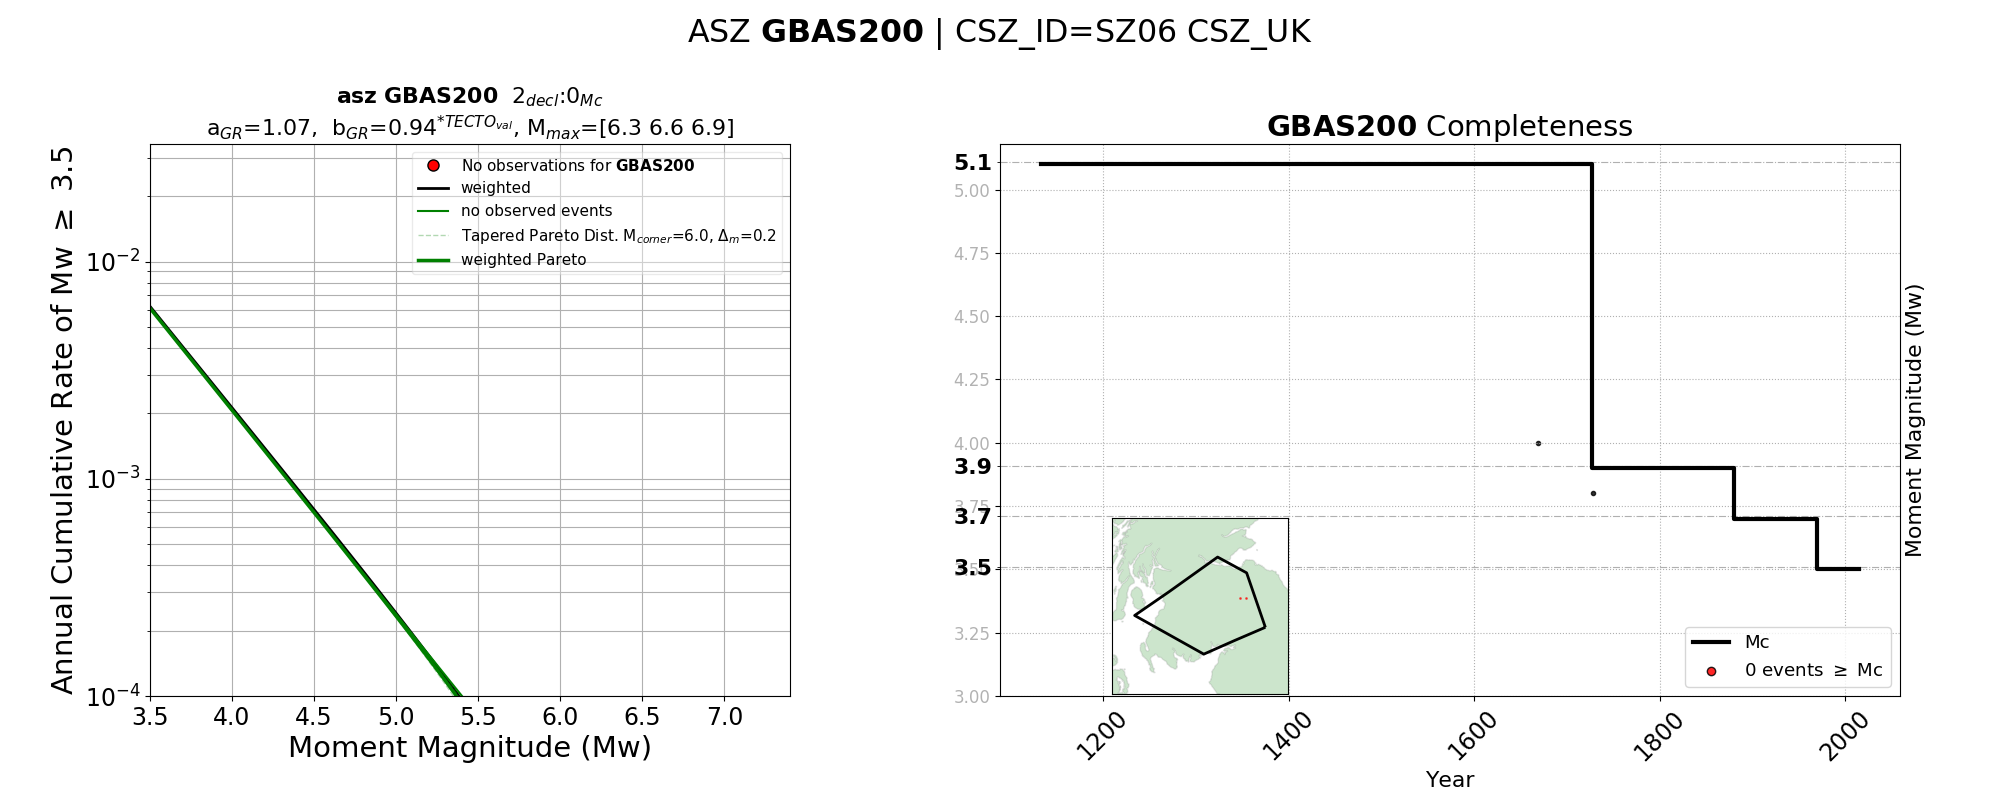 ASZ GBAS200 | CSZ_ID=SZ06 CSZ_UK
asz GBAS200 2decl:0Mc
aGR=1.07, bGR=0.94*TECTOval, Mmax=[6.3 6.6 6.9]
Annual Cumulative Rate of Mw ≥ 3.5
10−2
10−3
10−4
No observations for GBAS200
weighted
no observed events
Tapered Pareto Dist. Mcorner=6.0, Δm=0.2
weighted Pareto
3.5 4.0 4.5 5.0 5.5 6.0 6.5 7.0
Moment Magnitude (Mw)
GBAS200 Completeness
5.1
5.00
4.75
4.50
4.25
4.00
3.9
3.75
3.7
3.5
3.25
3.00
Moment Magnitude (Mw)
Mc
0 events ≥ Mc
1200 1400 1600 1800 2000
Year